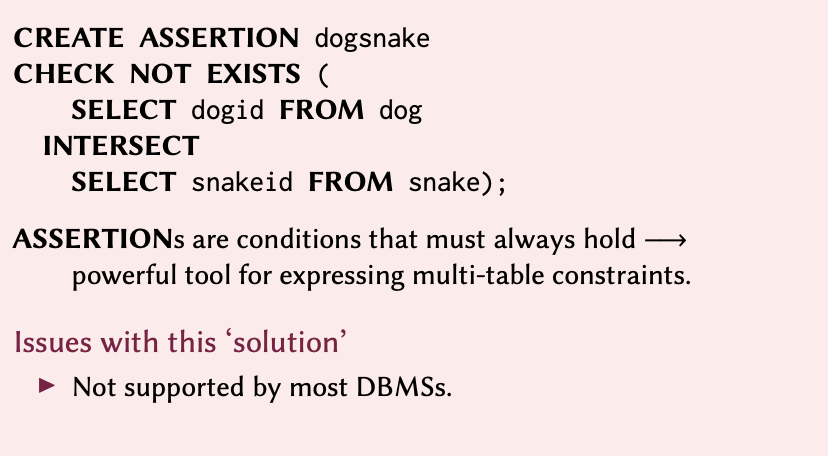 CREATE ASSERTION dogsnake
CHECK NOT EXISTS (
SELECT dogid FROM dog
INTERSECT
SELECT snakeid FROM snake);
ASSERTIONs are conditions that must always hold ⟶
powerful tool for expressing multi-table constraints.
Issues with this ‘solution’
▶ Not supported by most DBMSs.